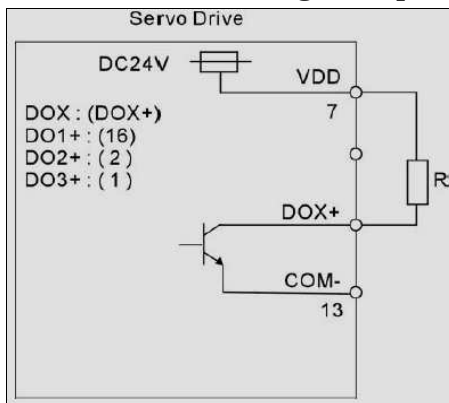 Servo Drive
DC24V
VDD
7
DOX : (DOX+)
DO1+ : (16)
DO2+ : ( 2 )
DO3+ : ( 1 )
R
DOX+
COM-
13